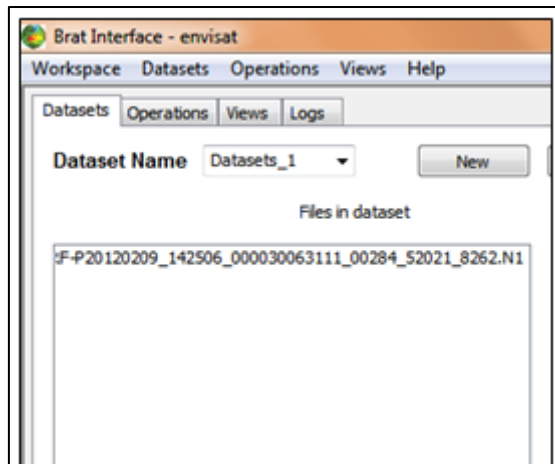 Brat Interface - envisat
Workspace Datasets Operations Views Help
Datasets Operations Views Logs
Dataset Name Datasets_1 New
Files in dataset
F-P20120209_142506_000030063111_00284_52021_8262.N1